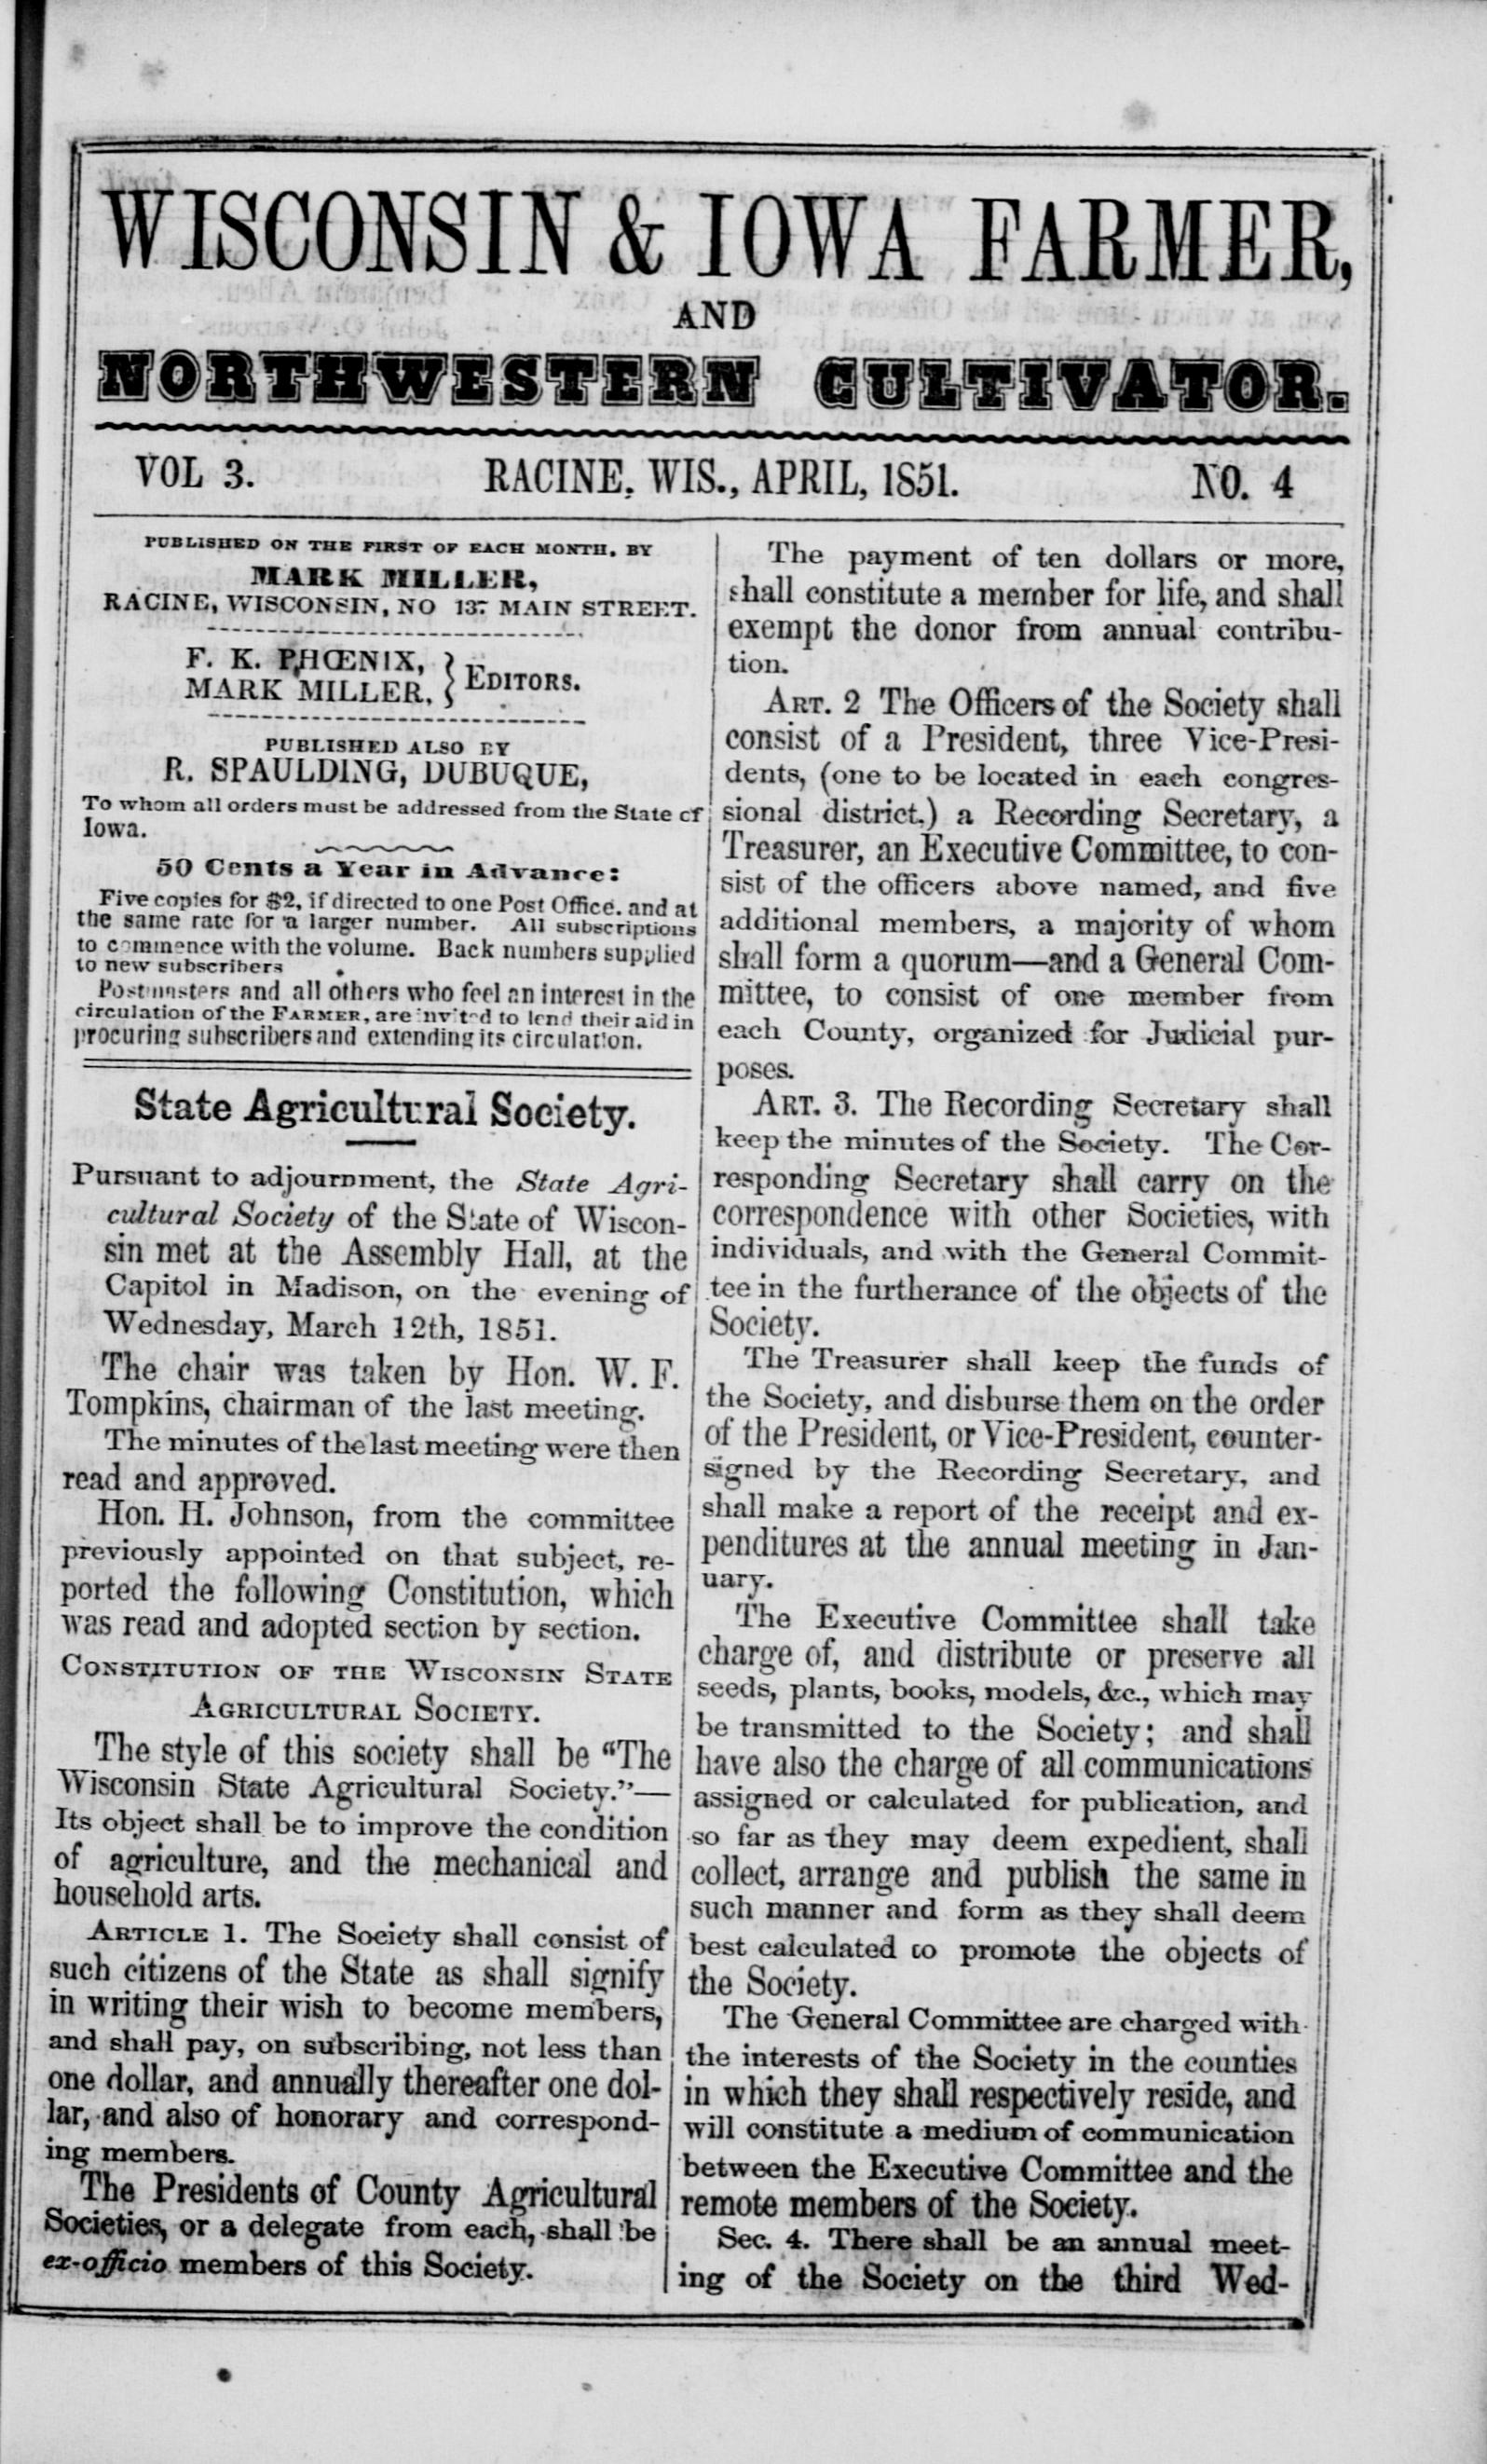 WISCONSIN & IOWA FARMER,
AND
NORTHWESTERN CULTIVATOR.
VOL 3. RACINE, WIS., APRIL, 1851. NO. 4
PUBLISHED ON THE FIRST OF EACH MONTH, BY
MARK MILLER,
RACINE, WISCONSIN, NO 137 MAIN STREET.
F. K. PHŒNIX,
MARK MILLER, } EDITORS.
PUBLISHED ALSO BY
R. SPAULDING, DUBUQUE,
To whom all orders must be addressed from the State of
Iowa.
50 Cents a Year in Advance:
Five copies for $2, if directed to one Post Office, and at
the same rate for a larger number. All subscriptions
to commence with the volume. Back numbers supplied
to new subscribers
Postmasters and all others who feel an interest in the
circulation of the FARMER, are invited to lend their aid in
procuring subscribers and extending its circulation.
State Agricultural Society.
Pursuant to adjournment, the State Agri-
cultural Society of the State of Wiscon-
sin met at the Assembly Hall, at the
Capitol in Madison, on the evening of
Wednesday, March 12th, 1851.
The chair was taken by Hon. W. F.
Tompkins, chairman of the last meeting.
The minutes of the last meeting were then
read and approved.
Hon. H. Johnson, from the committee
previously appointed on that subject, re-
ported the following Constitution, which
was read and adopted section by section.
CONSTITUTION OF THE WISCONSIN STATE
AGRICULTURAL SOCIETY.
The style of this society shall be "The
Wisconsin State Agricultural Society."—
Its object shall be to improve the condition
of agriculture, and the mechanical and
household arts.
ARTICLE 1. The Society shall consist of
such citizens of the State as shall signify
in writing their wish to become members,
and shall pay, on subscribing, not less than
one dollar, and annually thereafter one dol-
lar, and also of honorary and correspond-
ing members.
The Presidents of County Agricultural
Societies, or a delegate from each, shall be
ex-officio members of this Society.
The payment of ten dollars or more,
shall constitute a member for life, and shall
exempt the donor from annual contribu-
tion.
ART. 2 The Officers of the Society shall
consist of a President, three Vice-Presi-
dents, (one to be located in each congres-
sional district.) a Recording Secretary, a
Treasurer, an Executive Committee, to con-
sist of the officers above named, and five
additional members, a majority of whom
shall form a quorum—and a General Com-
mittee, to consist of one member from
each County, organized for Judicial pur-
poses.
ART. 3. The Recording Secretary shall
keep the minutes of the Society. The Cor-
responding Secretary shall carry on the
correspondence with other Societies, with
individuals, and with the General Commit-
tee in the furtherance of the objects of the
Society.
The Treasurer shall keep the funds of
the Society, and disburse them on the order
of the President, or Vice-President, counter-
signed by the Recording Secretary, and
shall make a report of the receipt and ex-
penditures at the annual meeting in Jan-
uary.
The Executive Committee shall take
charge of, and distribute or preserve all
seeds, plants, books, models, &c., which may
be transmitted to the Society; and shall
have also the charge of all communications
assigned or calculated for publication, and
so far as they may deem expedient, shall
collect, arrange and publish the same in
such manner and form as they shall deem
best calculated to promote the objects of
the Society.
The General Committee are charged with
the interests of the Society in the counties
in which they shall respectively reside, and
will constitute a medium of communication
between the Executive Committee and the
remote members of the Society.
Sec. 4. There shall be an annual meet-
ing of the Society on the third Wed-